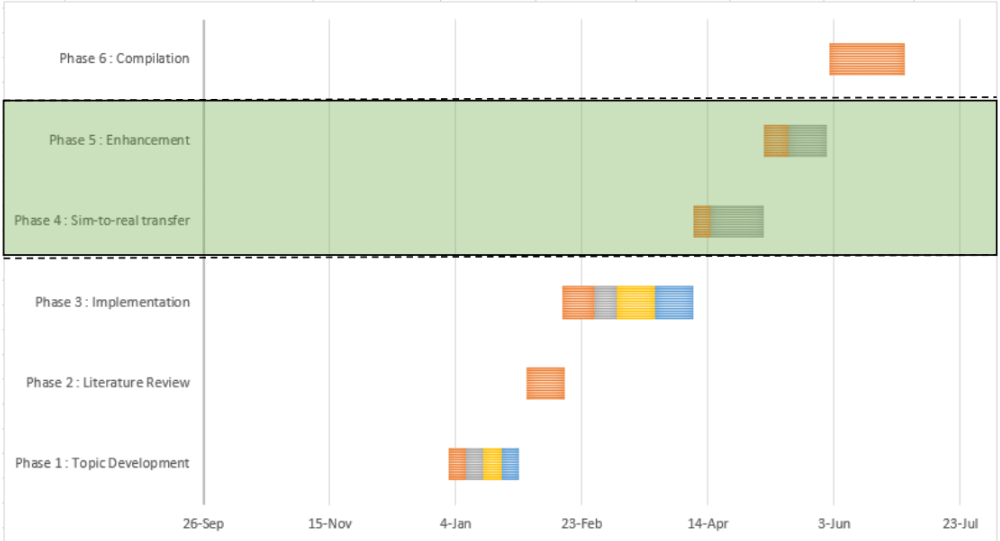 Phase 6 : Compilation
Phase 5 : Enhancement
Phase 4 : Sim-to-real transfer
Phase 3 : Implementation
Phase 2 : Literature Review
Phase 1 : Topic Development
26-Sep 15-Nov 4-Jan 23-Feb 14-Apr 3-Jun 23-Jul